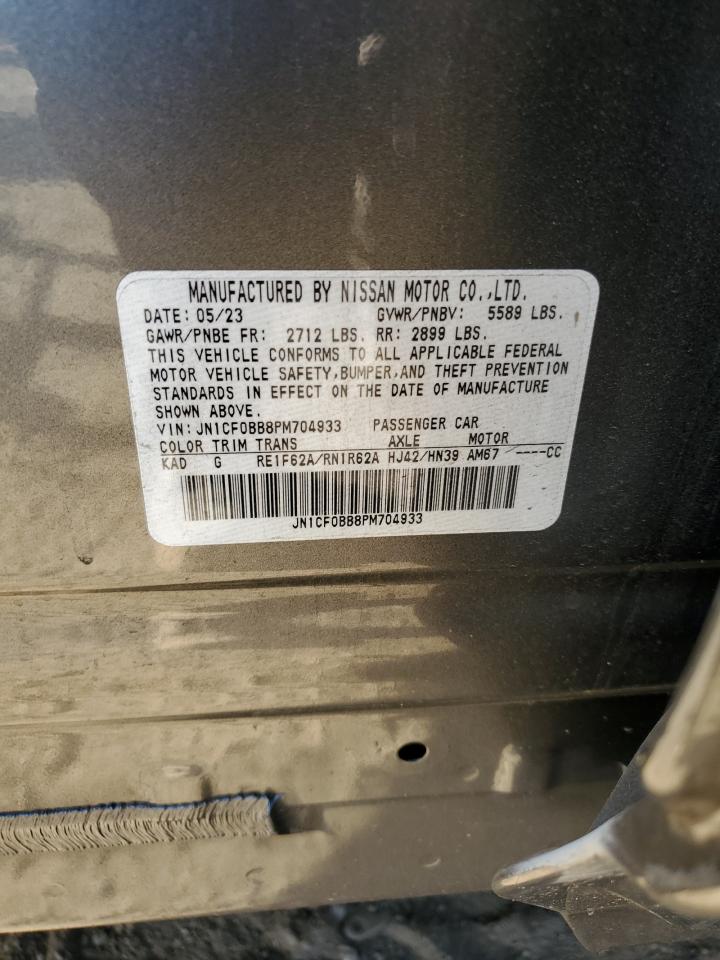 MANUFACTURED BY NISSAN MOTOR CO.,LTD.
DATE: 05/23 GVWR/PNBV: 5589 LBS.
GAWR/PNBE FR: 2712 LBS. RR: 2899 LBS.
THIS VEHICLE CONFORMS TO ALL APPLICABLE FEDERAL
MOTOR VEHICLE SAFETY,BUMPER,AND THEFT PREVENTION
STANDARDS IN EFFECT ON THE DATE OF MANUFACTURE
SHOWN ABOVE.
VIN: JN1CF0BB8PM704933 PASSENGER CAR
COLOR TRIM TRANS AXLE MOTOR
KAD G RE1F62A/RN1R62A HJ42/HN39 AM67 /----CC
JN1CF0BB8PM704933